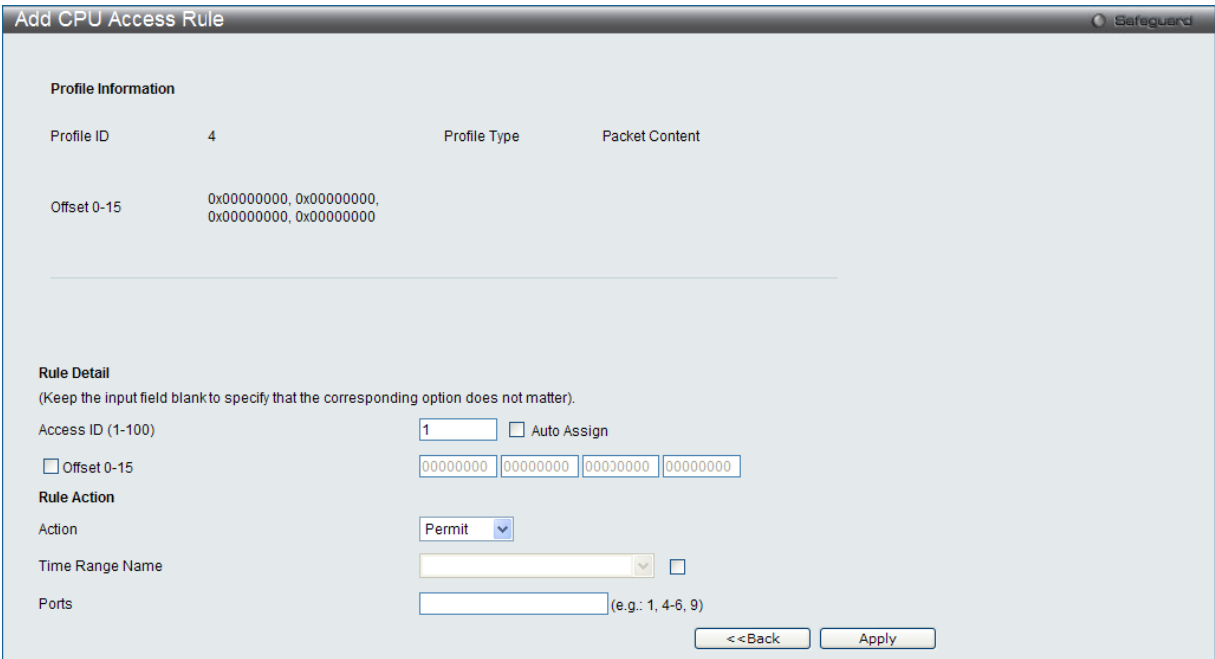 Add CPU Access Rule
Safeguard
Profile Information
Profile ID 4 Profile Type Packet Content
Offset 0-15 0x00000000, 0x00000000,
0x00000000, 0x00000000
Rule Detail
(Keep the input field blank to specify that the corresponding option does not matter).
Access ID (1-100) 1 Auto Assign
Offset 0-15 00000000 00000000 00000000 00000000
Rule Action
Action Permit
Time Range Name
Ports (e.g.: 1, 4-6, 9)
<<Back Apply